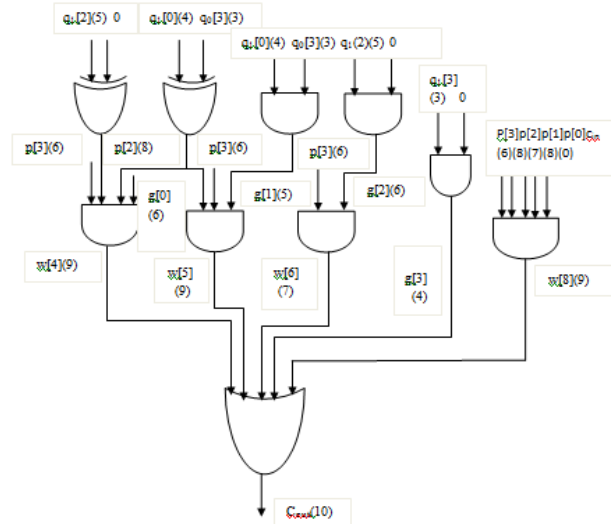 q₁[2](5) 0
q₁[0](4) q₀[3](3)
q₁[0](4) q₀[3](3) q₁(2)(5) 0
q₁[3]
(3) 0
p[3]p[2]p[1]p[0]cᵢₙ
(6)(8)(7)(8)(0)
p[3](6)
p[2](8)
p[3](6)
p[3](6)
g[0]
(6)
g[1](5)
g[2](6)
w[4](9)
w[5]
(9)
w[6]
(7)
g[3]
(4)
w[8](9)
(10)